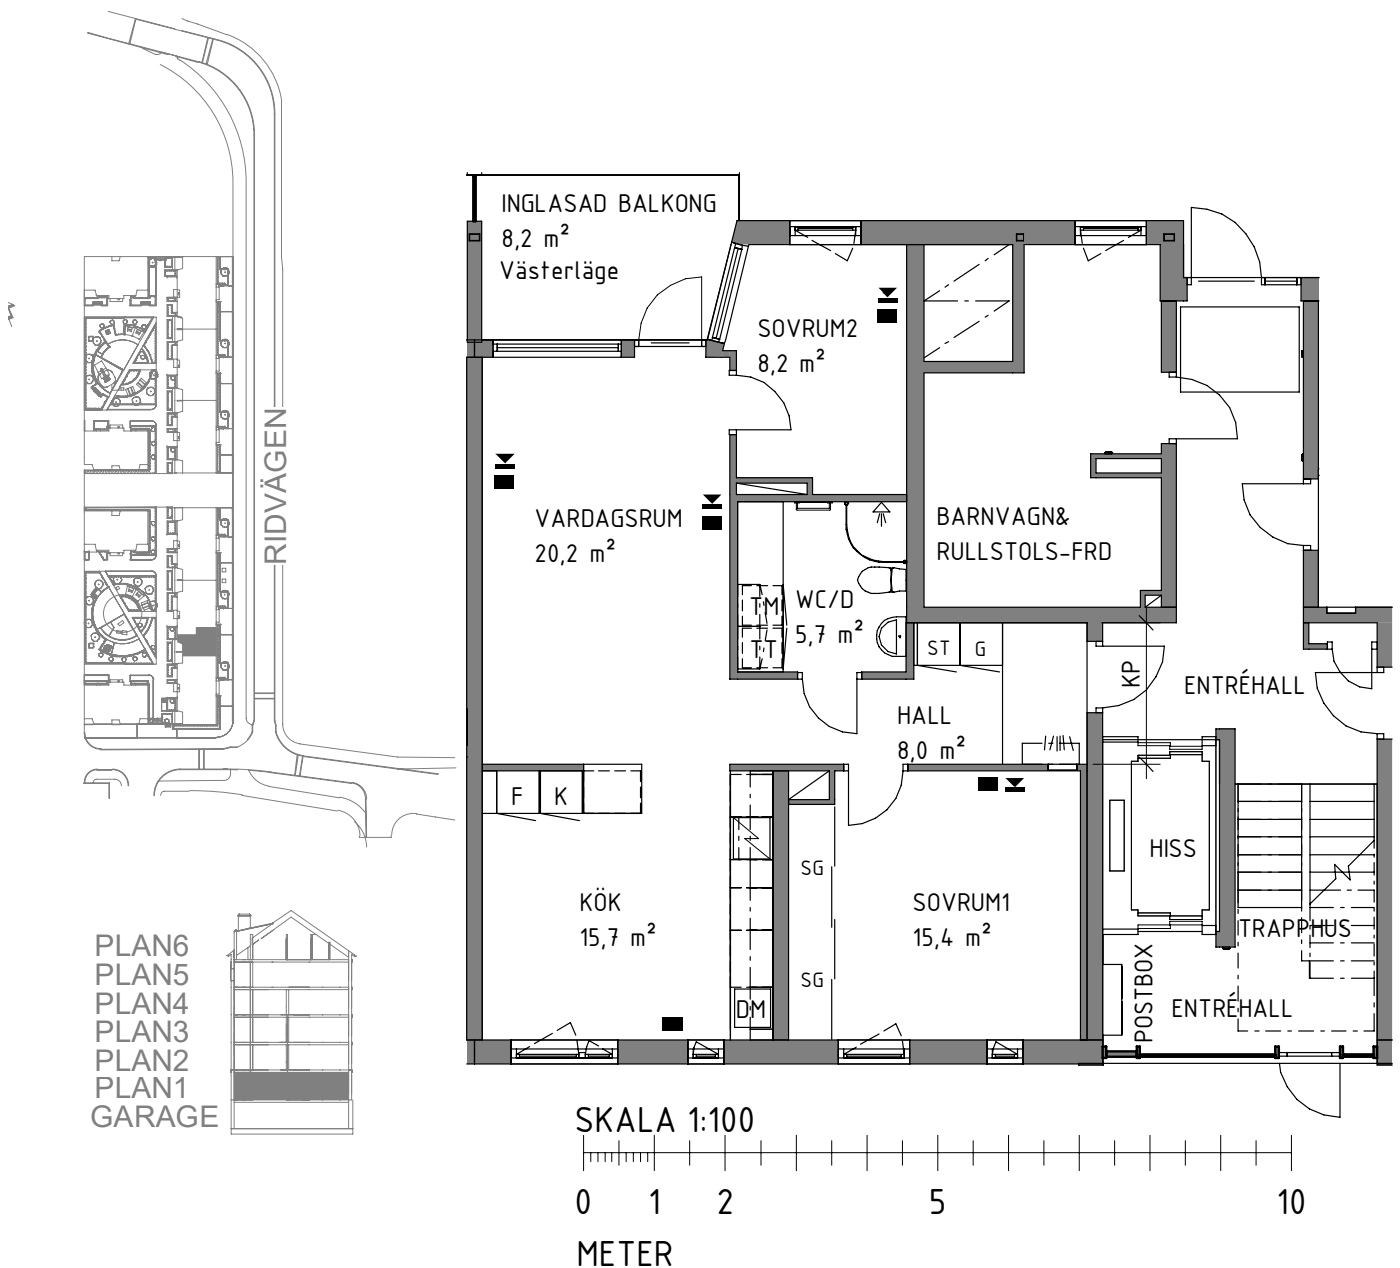 INGLASAD BALKONG
8,2 m²
Västerläge
SOVRUM2
8,2 m²
VARDAGSRUM
20,2 m²
BARNVAGN&
RULLSTOLS-FRD
TM
TT
WC/D
5,7 m²
ST
G
KP
ENTRÉHALL
HALL
8,0 m²
F
K
HISS
SG
SG
KÖK
15,7 m²
SOVRUM1
15,4 m²
DM
TRAPPHUS
POSTBOX
ENTRÉHALL
RIDVÄGEN
PLAN6
PLAN5
PLAN4
PLAN3
PLAN2
PLAN1
GARAGE
SKALA 1:100
0 1 2 5 10
METER